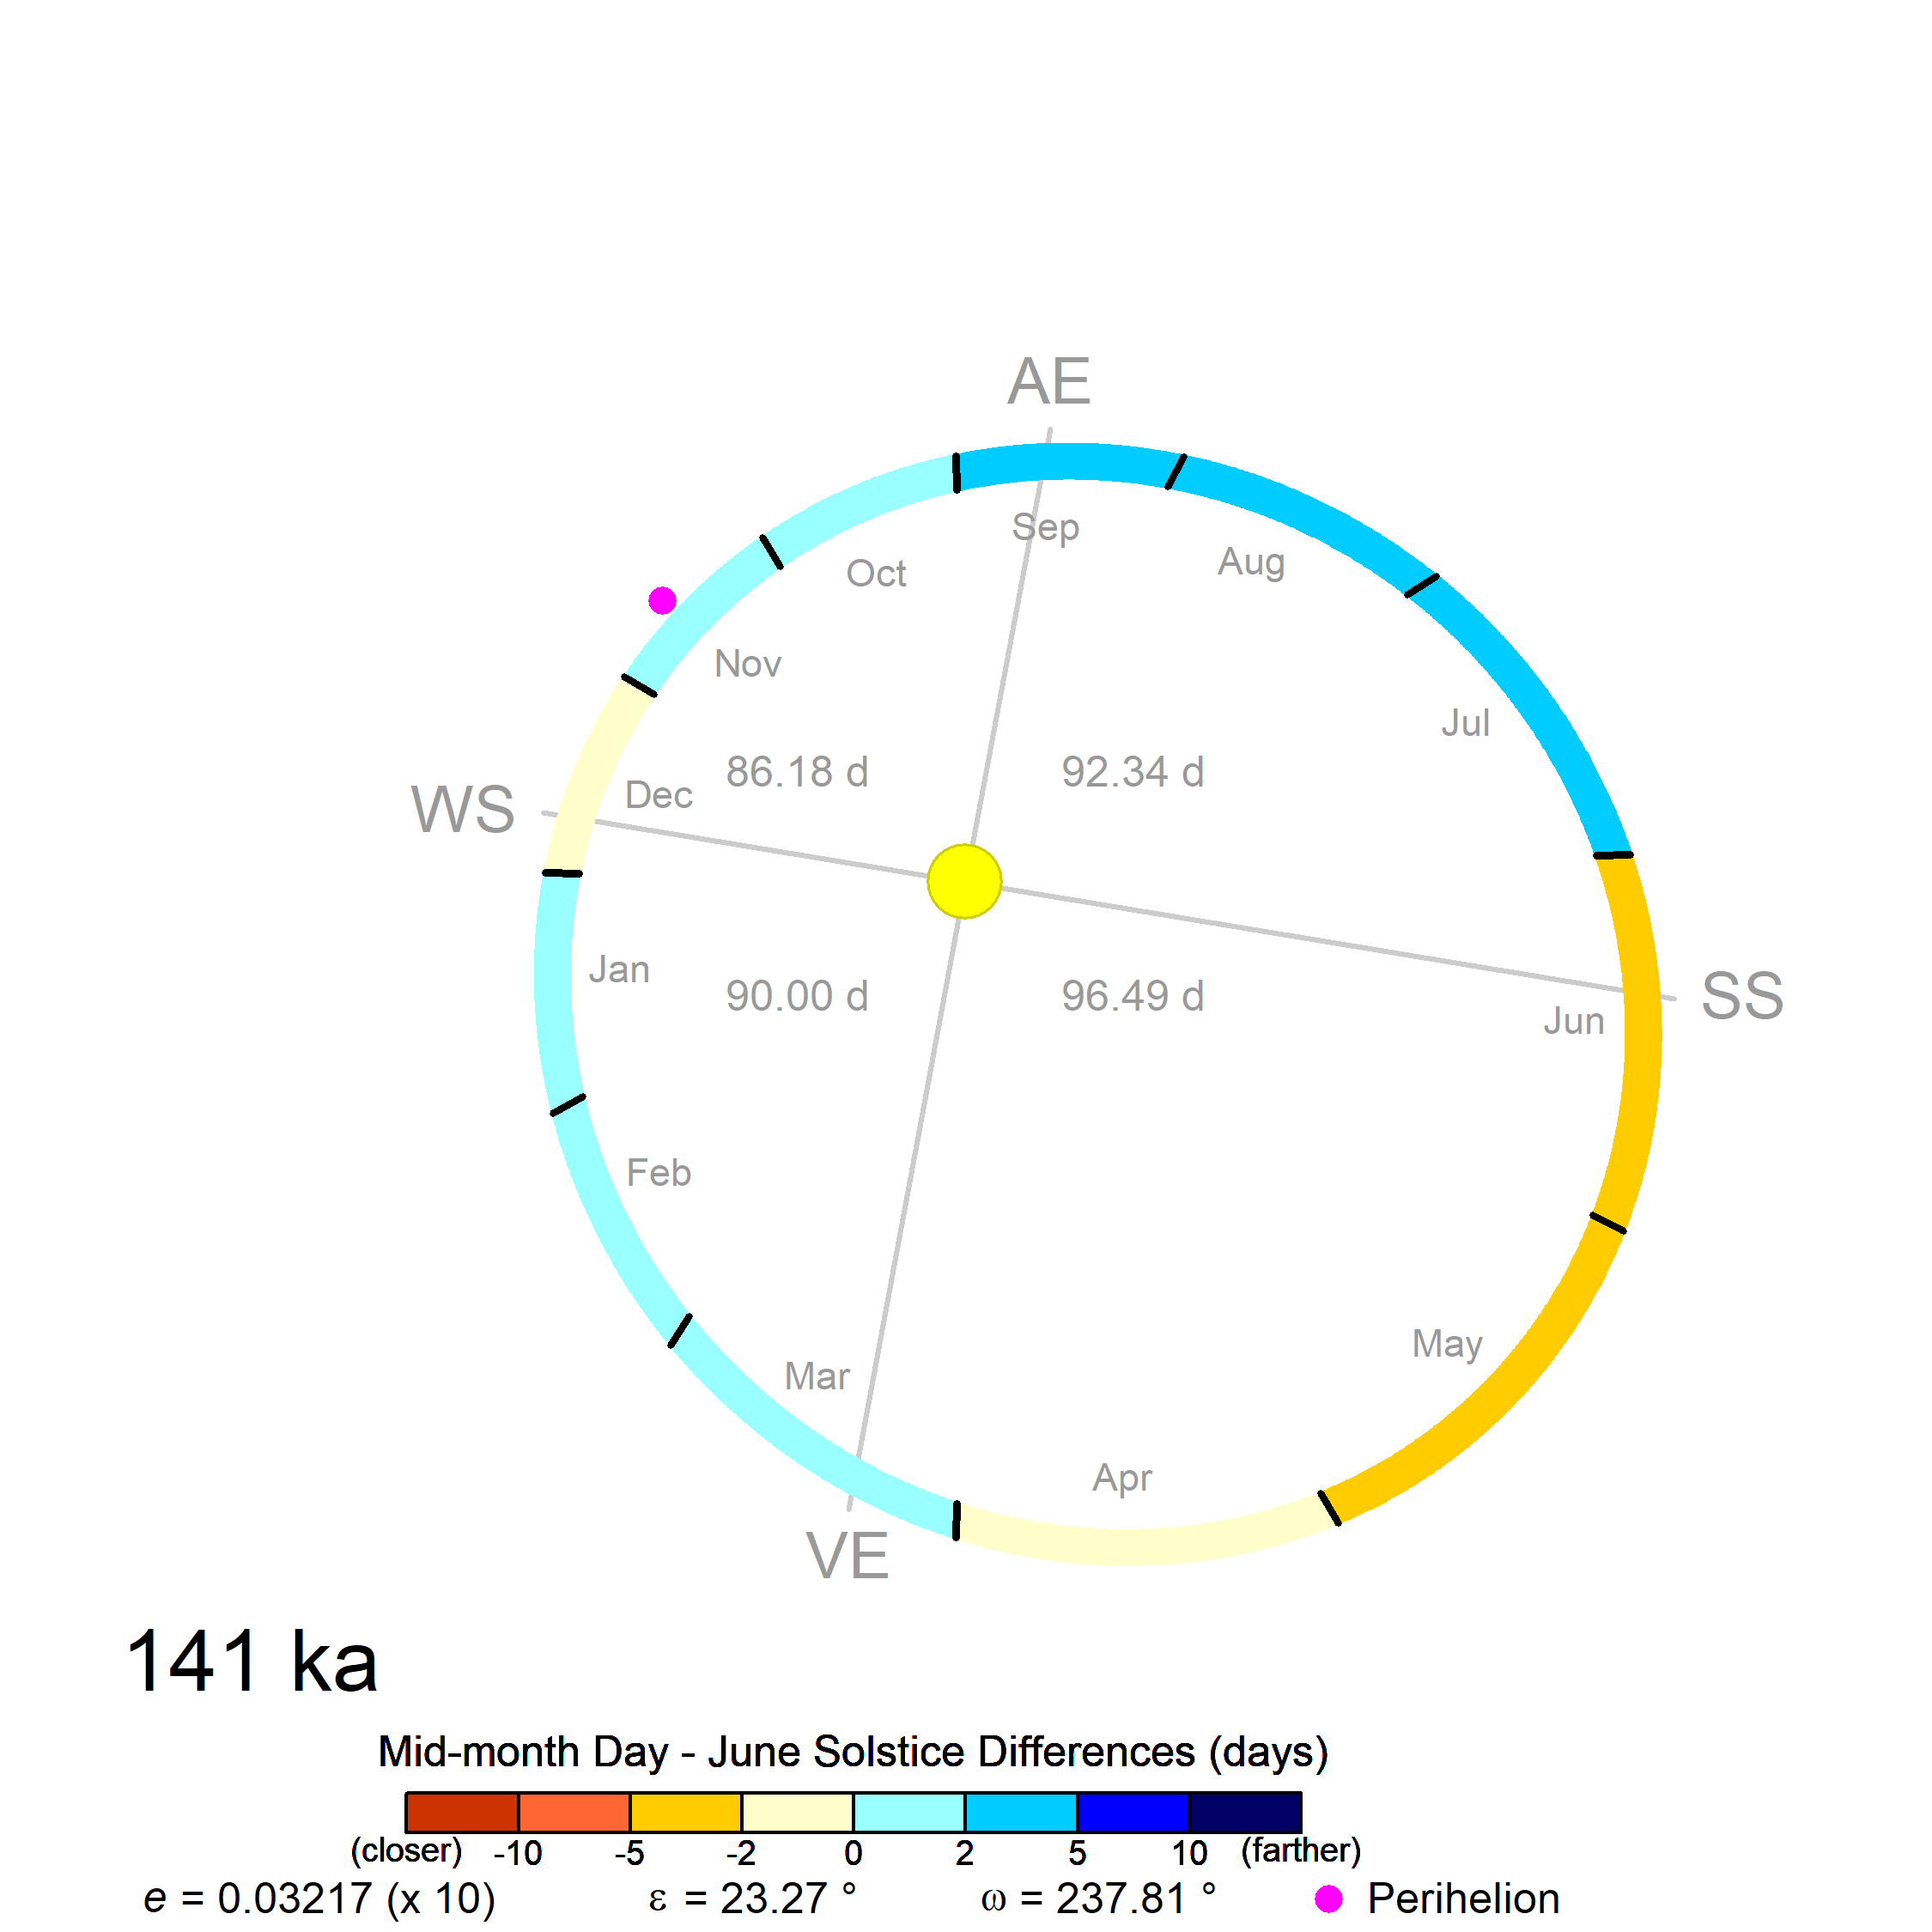 AE
Sep
Aug
Oct
Nov
Jul
86.18 d
92.34 d
Dec
WS
Jan
90.00 d
96.49 d
SS
Jun
Feb
May
Mar
Apr
VE
141 ka
Mid-month Day - June Solstice Differences (days)
(closer) -10 -5 -2 0 2 5 10 (farther)
e = 0.03217 (x 10) ε = 23.27 ° ω = 237.81 ° Perihelion